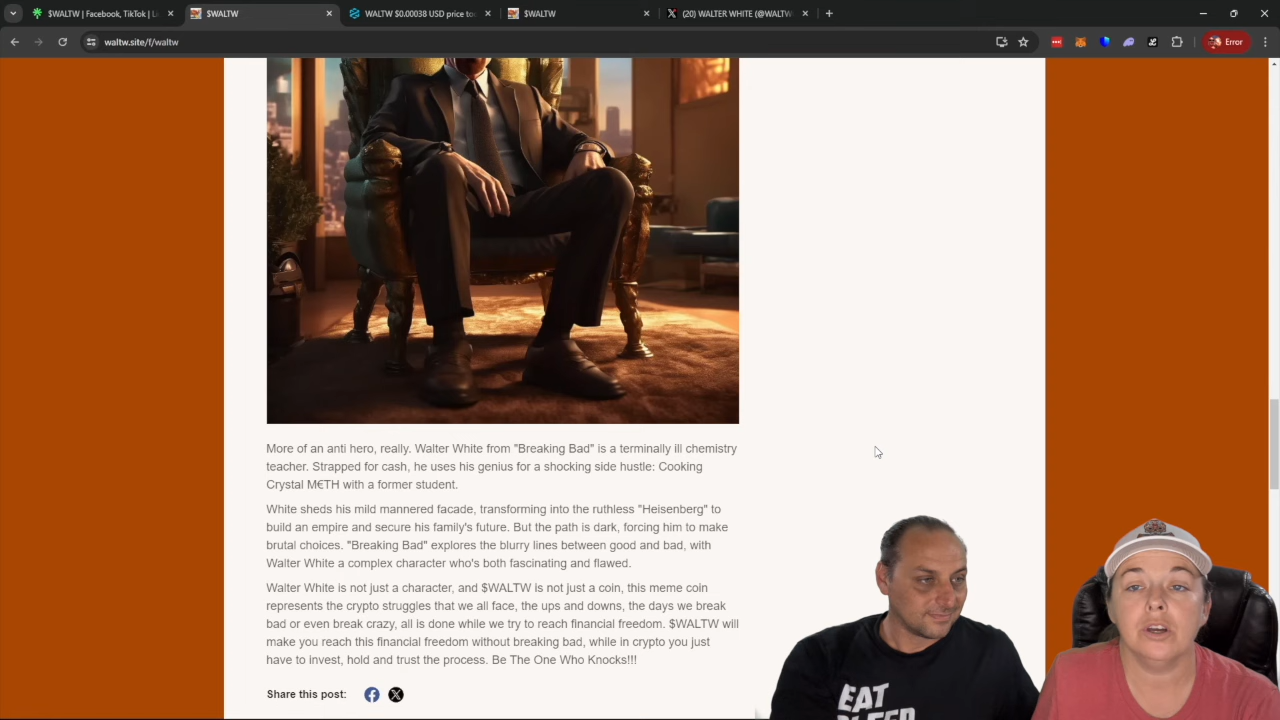 $WALTW | Facebook, TikTok | L
$WALTW
WALTW $0.00038 USD price to
$WALTW
(20) WALTER WHITE (@WALTW
waltw.site/f/waltw
Error
More of an anti hero, really. Walter White from "Breaking Bad" is a terminally ill chemistry
teacher. Strapped for cash, he uses his genius for a shocking side hustle: Cooking
Crystal M€TH with a former student.
White sheds his mild mannered facade, transforming into the ruthless "Heisenberg" to
build an empire and secure his family's future. But the path is dark, forcing him to make
brutal choices. "Breaking Bad" explores the blurry lines between good and bad, with
Walter White a complex character who's both fascinating and flawed.
Walter White is not just a character, and $WALTW is not just a coin, this meme coin
represents the crypto struggles that we all face, the ups and downs, the days we break
bad or even break crazy, all is done while we try to reach financial freedom. $WALTW will
make you reach this financial freedom without breaking bad, while in crypto you just
have to invest, hold and trust the process. Be The One Who Knocks!!!
Share this post:
EAT
SLEEP